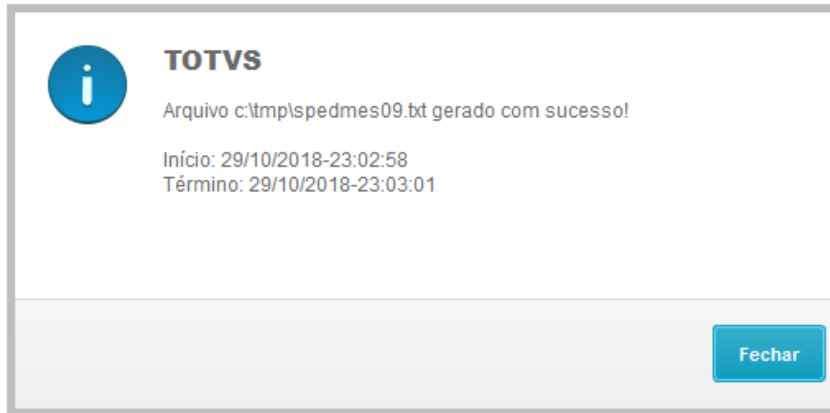 TOTVS
Arquivo c:\tmp\spedmes09.txt gerado com sucesso!
Início: 29/10/2018-23:02:58
Término: 29/10/2018-23:03:01
Fechar